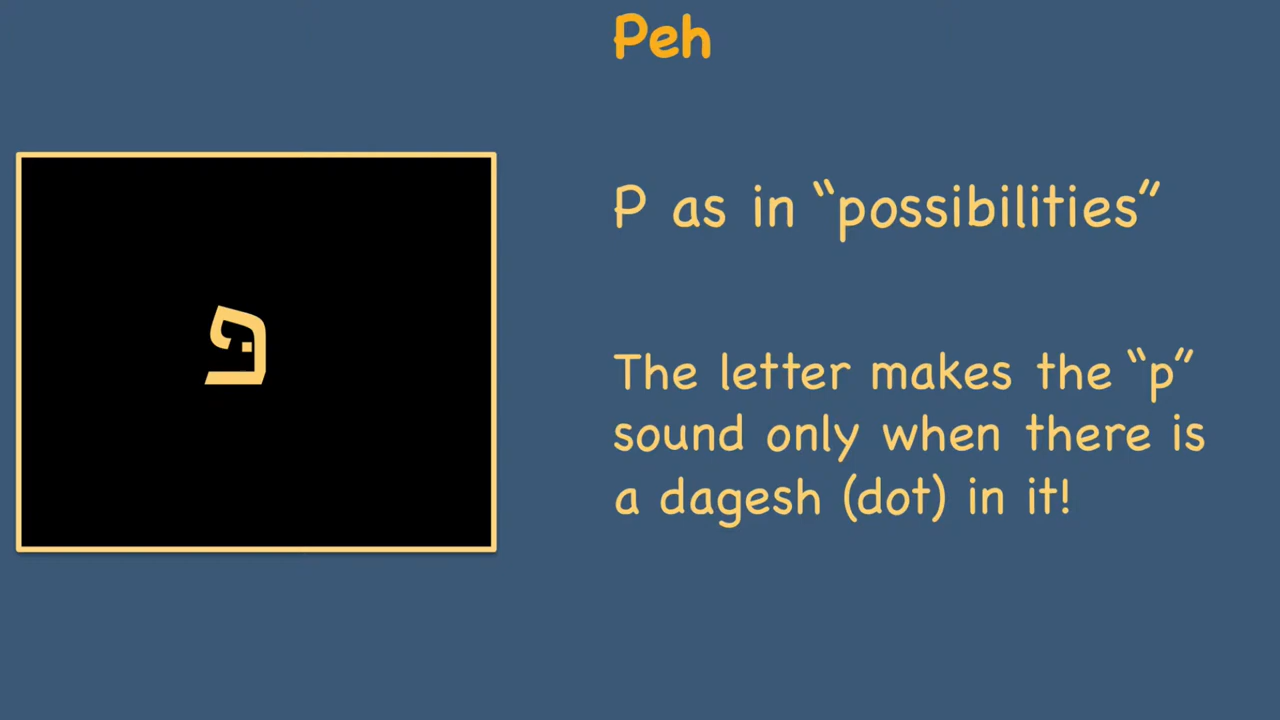 Peh
פּ
P as in “possibilities”
The letter makes the “p”
sound only when there is
a dagesh (dot) in it!